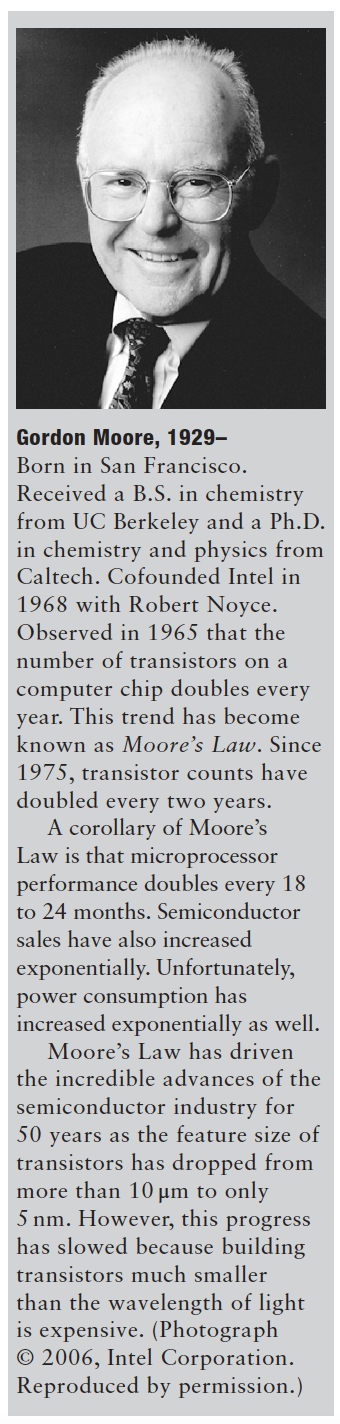 Gordon Moore, 1929–
Born in San Francisco.
Received a B.S. in chemistry
from UC Berkeley and a Ph.D.
in chemistry and physics from
Caltech. Cofounded Intel in
1968 with Robert Noyce.
Observed in 1965 that the
number of transistors on a
computer chip doubles every
year. This trend has become
known as Moore's Law. Since
1975, transistor counts have
doubled every two years.
A corollary of Moore's
Law is that microprocessor
performance doubles every 18
to 24 months. Semiconductor
sales have also increased
exponentially. Unfortunately,
power consumption has
increased exponentially as well.
Moore's Law has driven
the incredible advances of the
semiconductor industry for
50 years as the feature size of
transistors has dropped from
more than 10 µm to only
5 nm. However, this progress
has slowed because building
transistors much smaller
than the wavelength of light
is expensive. (Photograph
© 2006, Intel Corporation.
Reproduced by permission.)